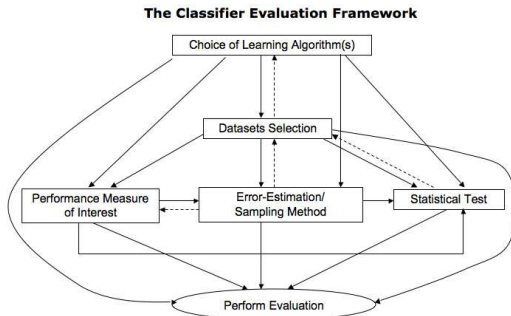 The Classifier Evaluation Framework
Choice of Learning Algorithm(s)
Datasets Selection
Performance Measure
of Interest
Error-Estimation/
Sampling Method
Statistical Test
Perform Evaluation